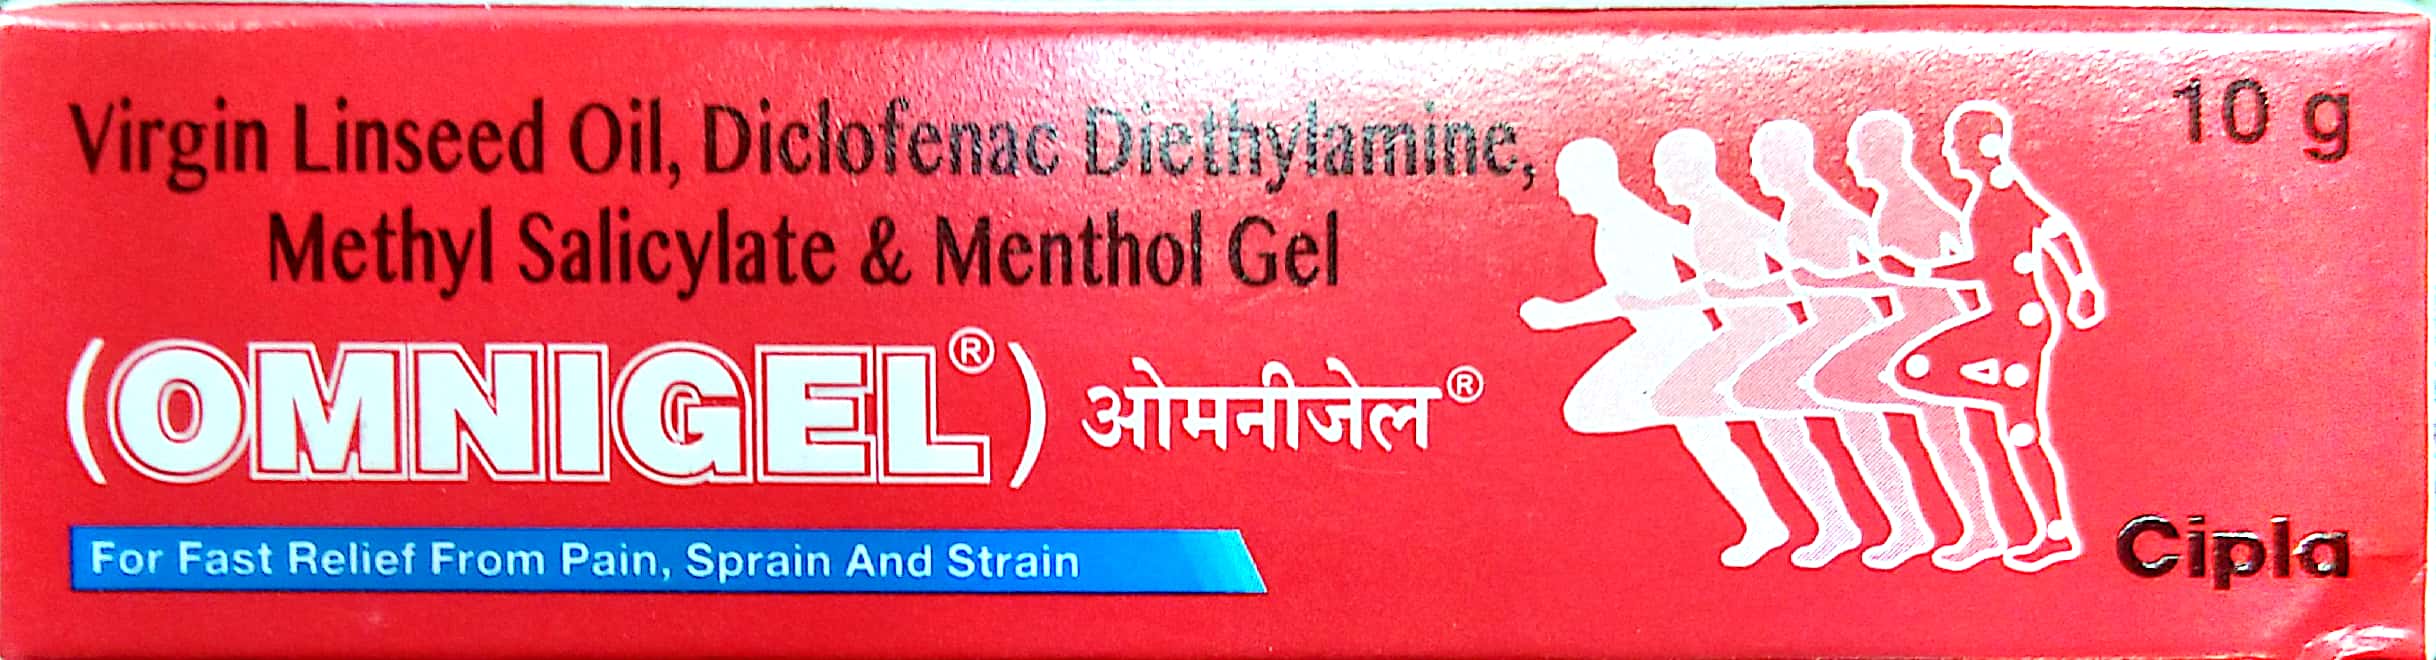 Virgin Linseed Oil, Diclofenac Diethylamine,
Methyl Salicylate & Menthol Gel
10 g
(OMNIGEL®) ओमनीजेल®
For Fast Relief From Pain, Sprain And Strain
Cipla